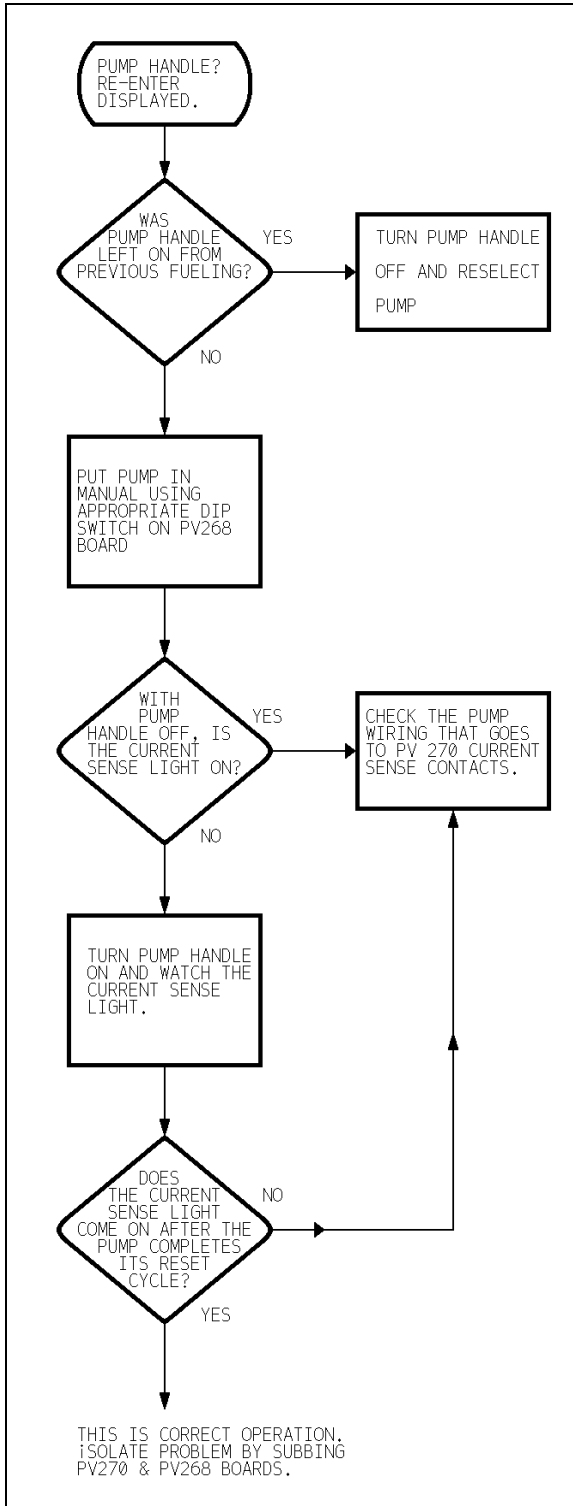 PUMP HANDLE?
RE-ENTER
DISPLAYED.
WAS
PUMP HANDLE
LEFT ON FROM
PREVIOUS FUELING?
YES
TURN PUMP HANDLE
OFF AND RESELECT
PUMP
NO
PUT PUMP IN
MANUAL USING
APPROPRIATE DIP
SWITCH ON PV268
BOARD
WITH
PUMP
HANDLE OFF, IS
THE CURRENT
SENSE LIGHT ON?
YES
CHECK THE PUMP
WIRING THAT GOES
TO PV 270 CURRENT
SENSE CONTACTS.
NO
TURN PUMP HANDLE
ON AND WATCH THE
CURRENT SENSE
LIGHT.
DOES
THE CURRENT
SENSE LIGHT
COME ON AFTER THE
PUMP COMPLETES
ITS RESET
CYCLE?
NO
YES
THIS IS CORRECT OPERATION.
iSOLATE PROBLEM BY SUBBING
PV270 & PV268 BOARDS.